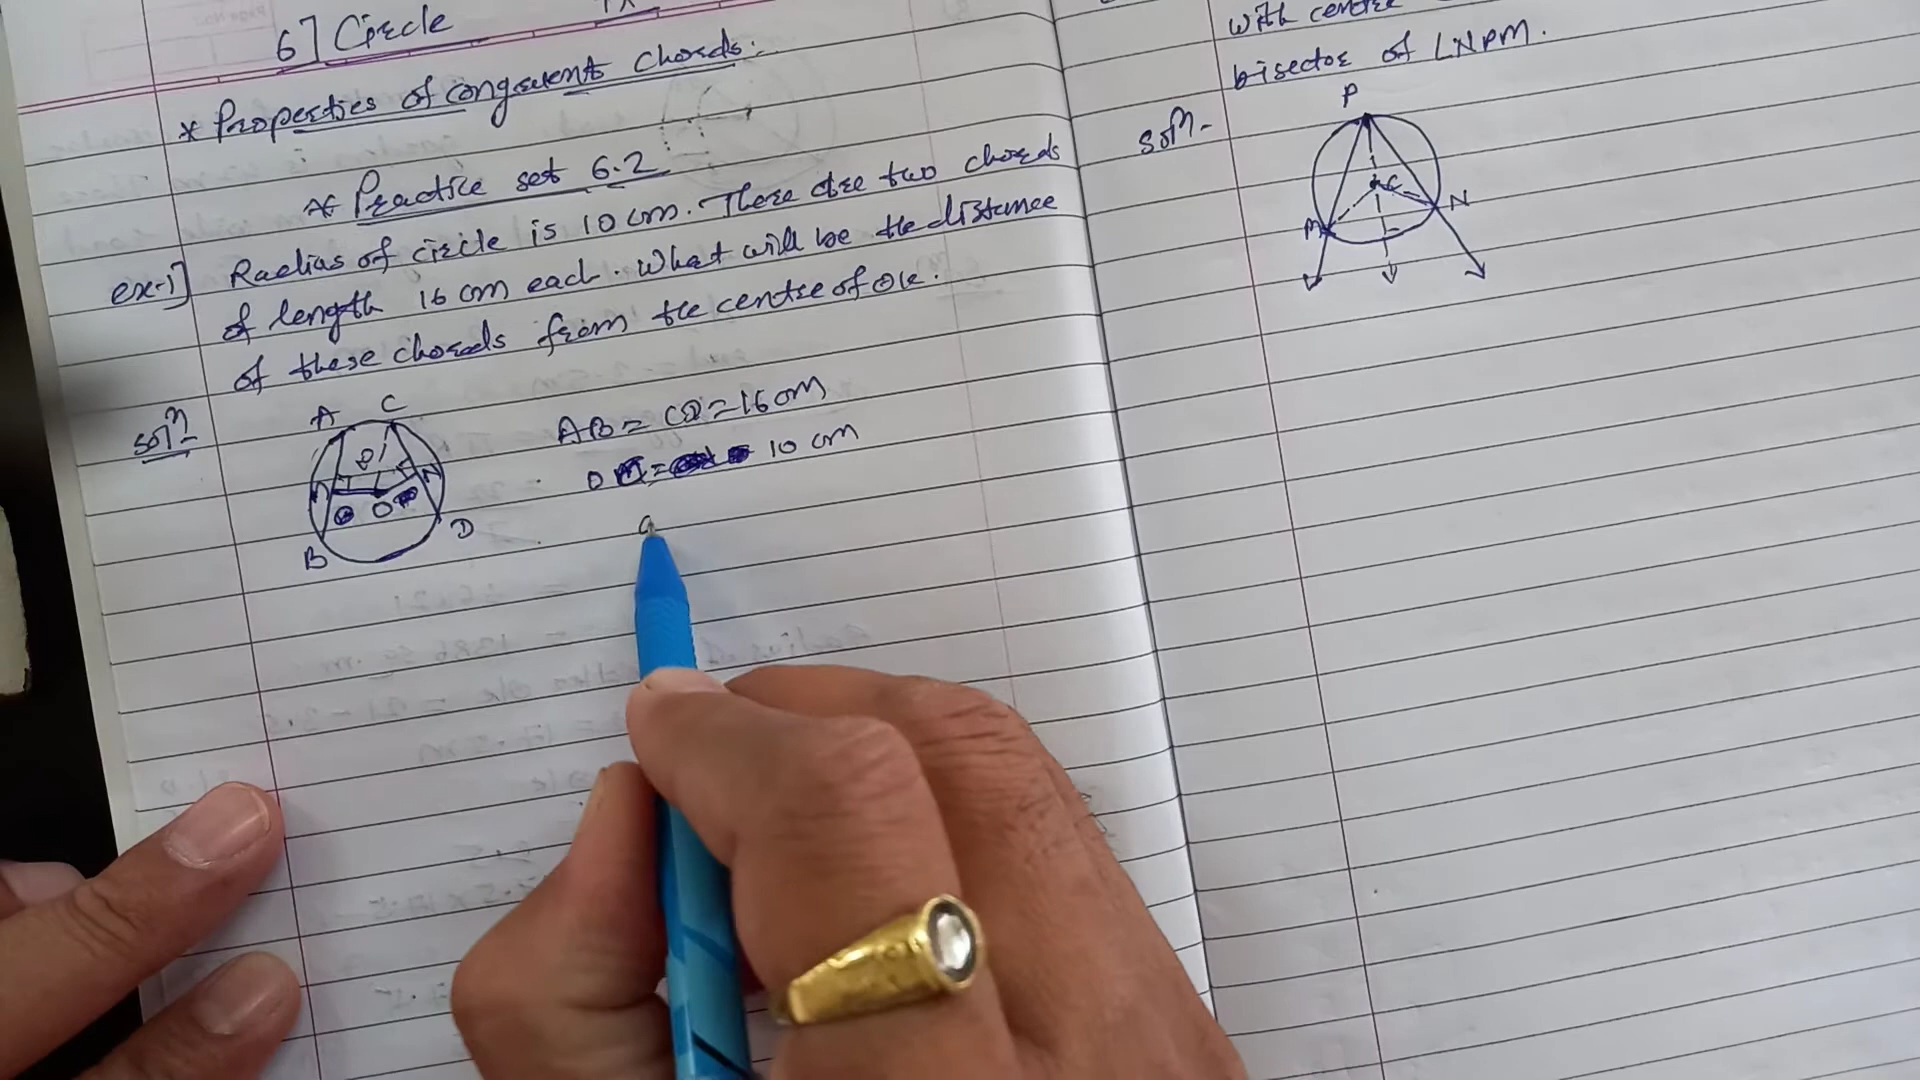 6] Circle
* Properties of congruent chords.
* Practice set 6.2
ex-1] Radius of circle is 10 cm. There are two chords
of length 16 cm each. What will be the distance
of these chords from the centre of ole.
solⁿ
A C
B D
O
AB = CD = 16 cm
10 cm
with centre
bisector of ∠NPM.
solⁿ-
P
C
M N